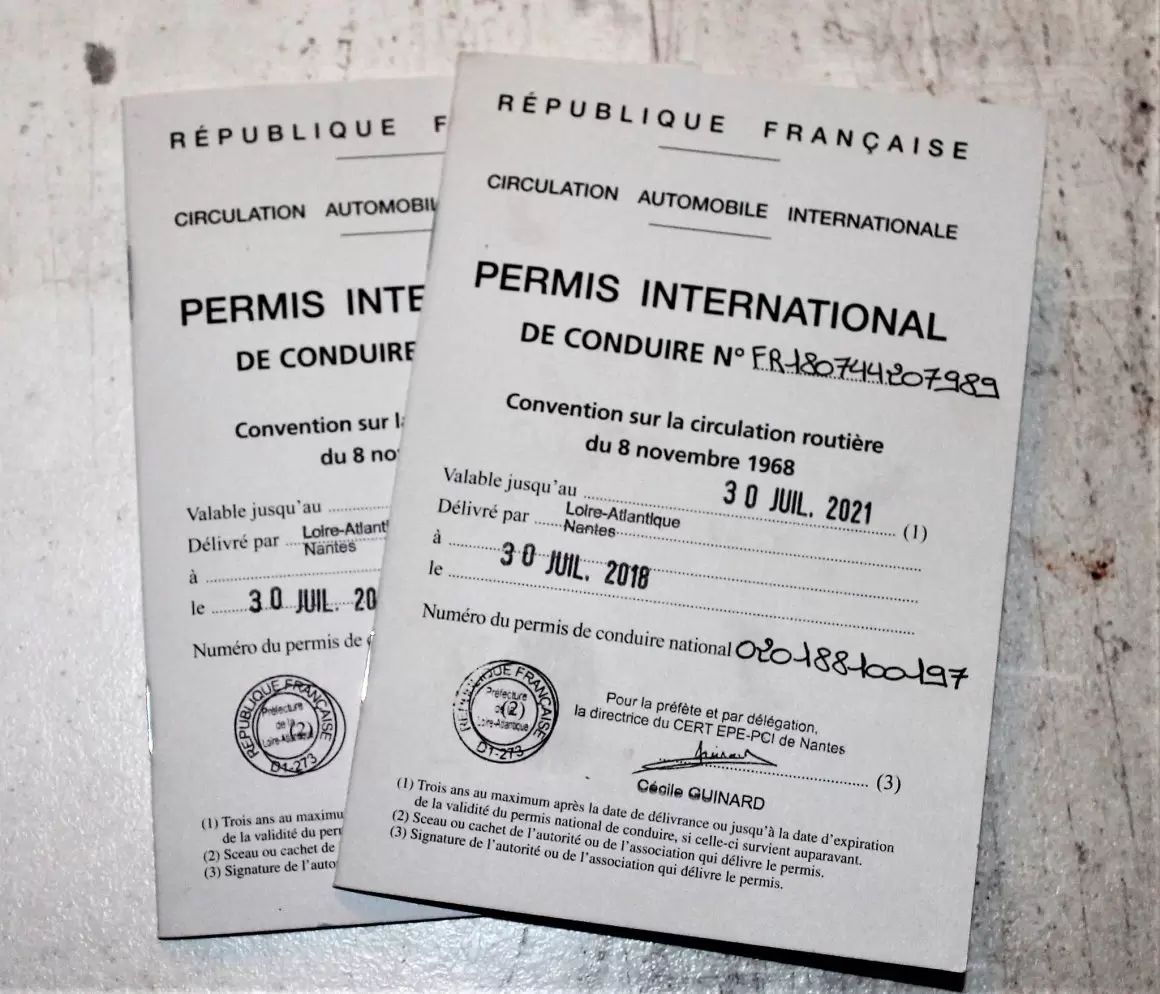 RÉPUBLIQUE F
CIRCULATION AUTOMOBIL
PERMIS INTE
DE CONDUIRE
Convention sur l
du 8 no
Valable jusqu'au
Délivré par Loire-Atlant
Nantes
à
le 30 JUIL. 20
Numéro du permis de
RÉPUBLIQUE FRANÇAISE
Préfecture
de la (2)
Loire-Atlantique
D1-273
(1) Trois ans au maximu
de la validité du per
(2) Sceau ou cachet de
(3) Signature de l'auto
RÉPUBLIQUE FRANÇAISE
CIRCULATION AUTOMOBILE INTERNATIONALE
PERMIS INTERNATIONAL
DE CONDUIRE N° FR180744207989
Convention sur la circulation routière
du 8 novembre 1968
Valable jusqu'au 30 JUIL. 2021 (1)
Délivré par Loire-Atlantique
Nantes
à 30 JUIL. 2018
le
Numéro du permis de conduire national 020188100197
RÉPUBLIQUE FRANÇAISE
Préfecture
de la (2)
Loire-Atlantique
D1-273
Pour la préfète et par délégation,
la directrice du CERT EPE-PCI de Nantes
(3)
Cécile GUINARD
(1) Trois ans au maximum après la date de délivrance ou jusqu'à la date d'expiration
de la validité du permis national de conduire, si celle-ci survient auparavant.
(2) Sceau ou cachet de l'autorité ou de l'association qui délivre le permis.
(3) Signature de l'autorité ou de l'association qui délivre le permis.